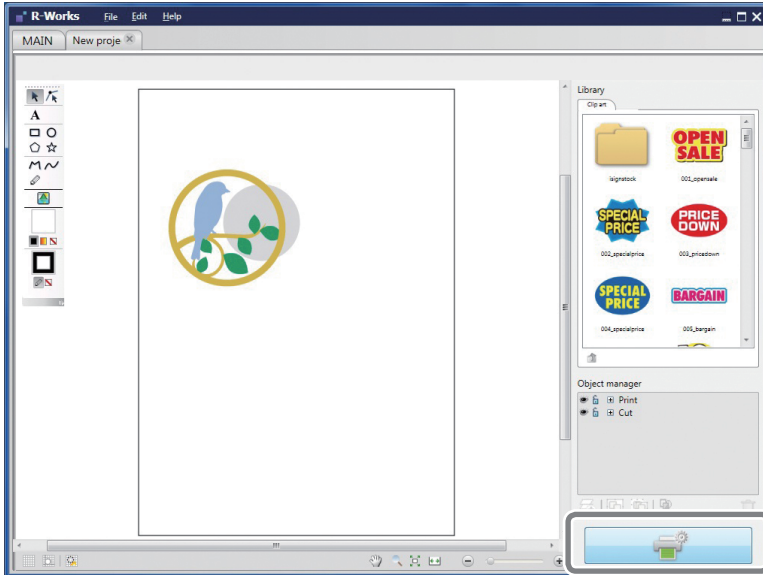 R-Works File Edit Help
MAIN New proje
Library
Clip art
OPEN
SALE
isignstock 001_opensale
SPECIAL
PRICE
PRICE
DOWN
002_specialprice 003_pricedown
SPECIAL
PRICE
BARGAIN
004_specialprice 005_bargain
Object manager
Print
Cut
A